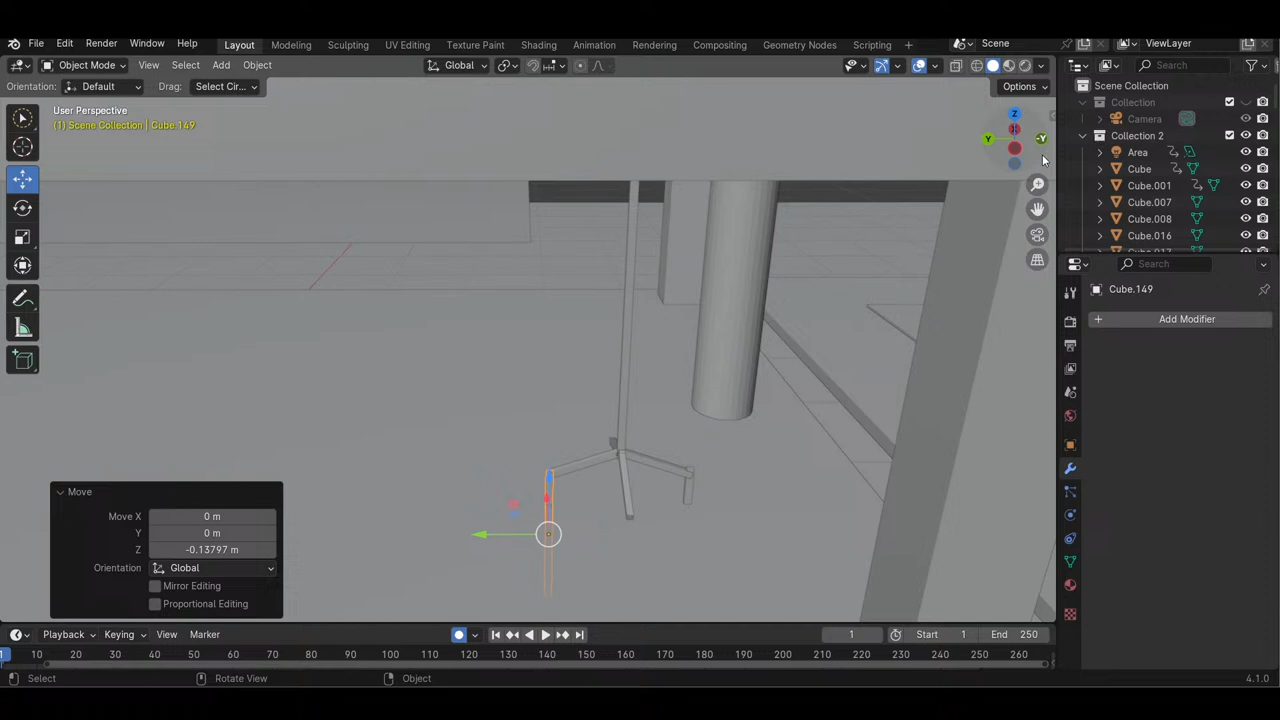 File Edit Render Window Help Layout Modeling Sculpting UV Editing Texture Paint Shading Animation Rendering Compositing Geometry Nodes Scripting + Scene ViewLayer
Object Mode View Select Add Object Global Search
Orientation: Default Drag: Select Cir... Options
Scene Collection
User Perspective
(1) Scene Collection | Cube.149
Collection
Camera
Collection 2
Area
Cube
Cube.001
Cube.007
Cube.008
Cube.016
Z
Y
-Y
Search
Cube.149
+ Add Modifier
Move
Move X 0 m
Y 0 m
Z -0.13797 m
Orientation Global
Mirror Editing
Proportional Editing
Playback Keying View Marker 1 Start 1 End 250
1 10 20 30 40 50 60 70 80 90 100 110 120 130 140 150 160 170 180 190 200 210 220 230 240 250 260
Select Rotate View Object 4.1.0